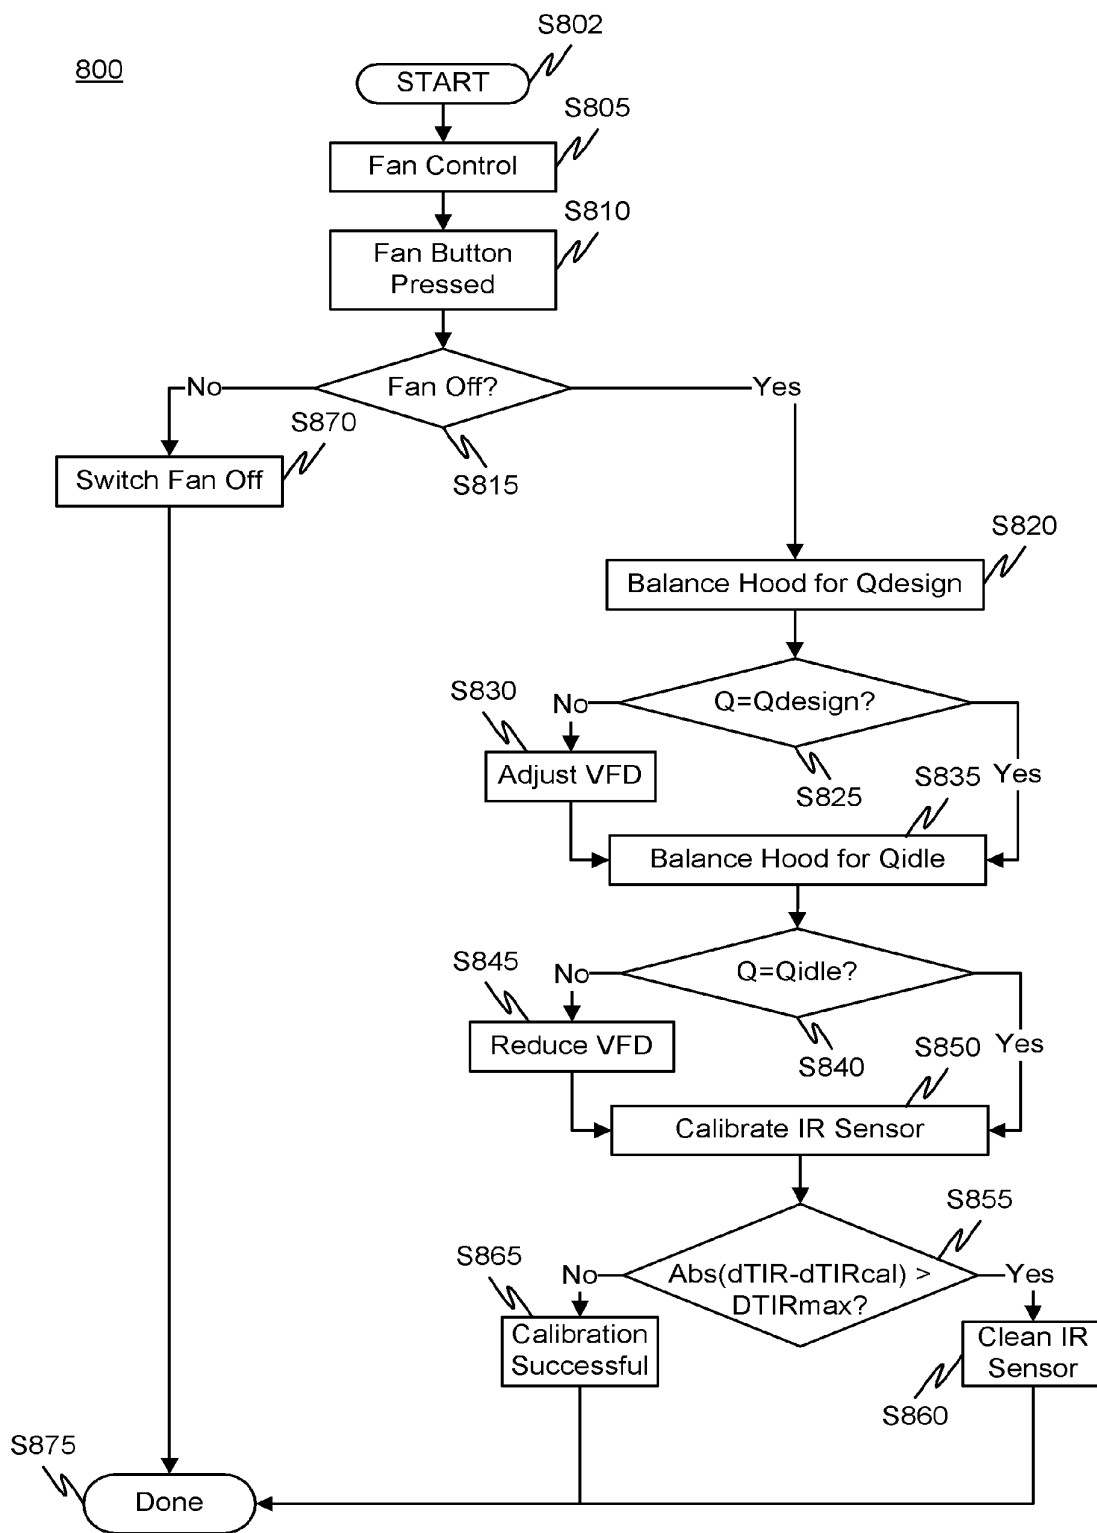 800
S802
START
S805
Fan Control
S810
Fan Button
Pressed
No
Fan Off?
Yes
S870
S815
Switch Fan Off
S820
Balance Hood for Qdesign
S830
No
Q=Qdesign?
Adjust VFD
S825
S835
Yes
Balance Hood for Qidle
S845
No
Q=Qidle?
Reduce VFD
S840
S850
Yes
Calibrate IR Sensor
S855
S865
No
Abs(dTIR-dTIRcal) >
DTIRmax?
Yes
Calibration
Successful
Clean IR
Sensor
S860
S875
Done